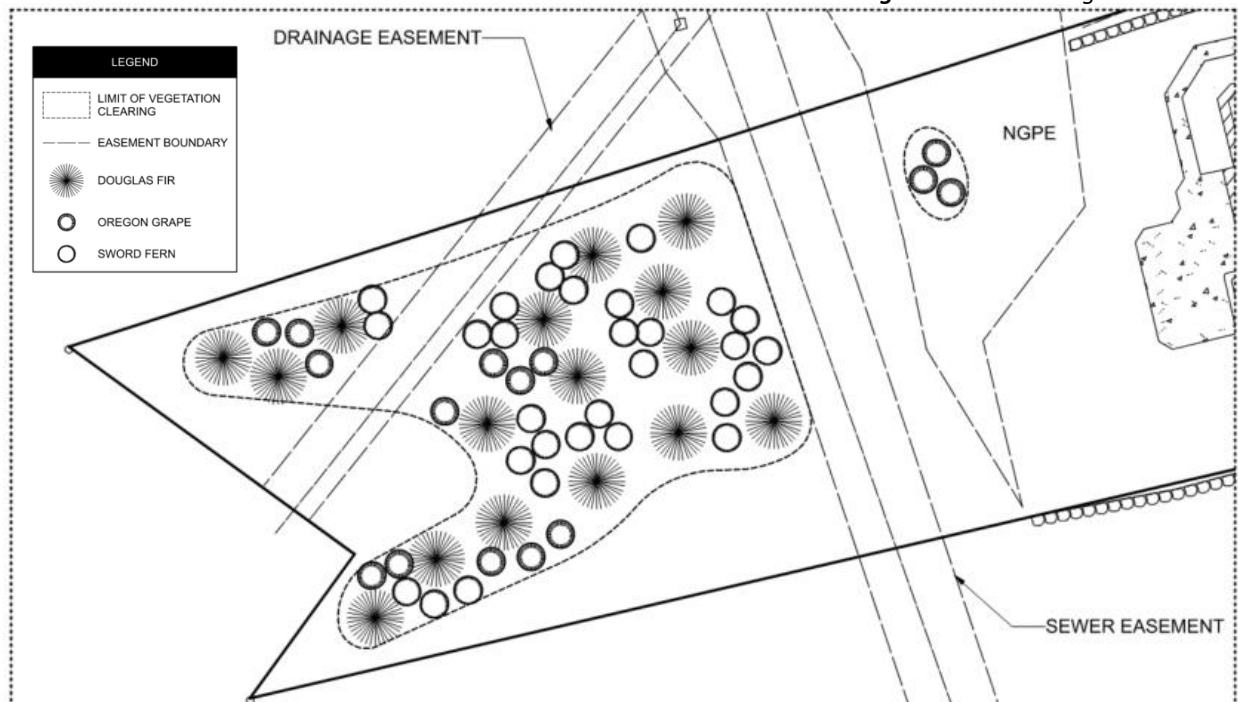 DRAINAGE EASEMENT
LEGEND
LIMIT OF VEGETATION
CLEARING
EASEMENT BOUNDARY
DOUGLAS FIR
OREGON GRAPE
SWORD FERN
NGPE
SEWER EASEMENT